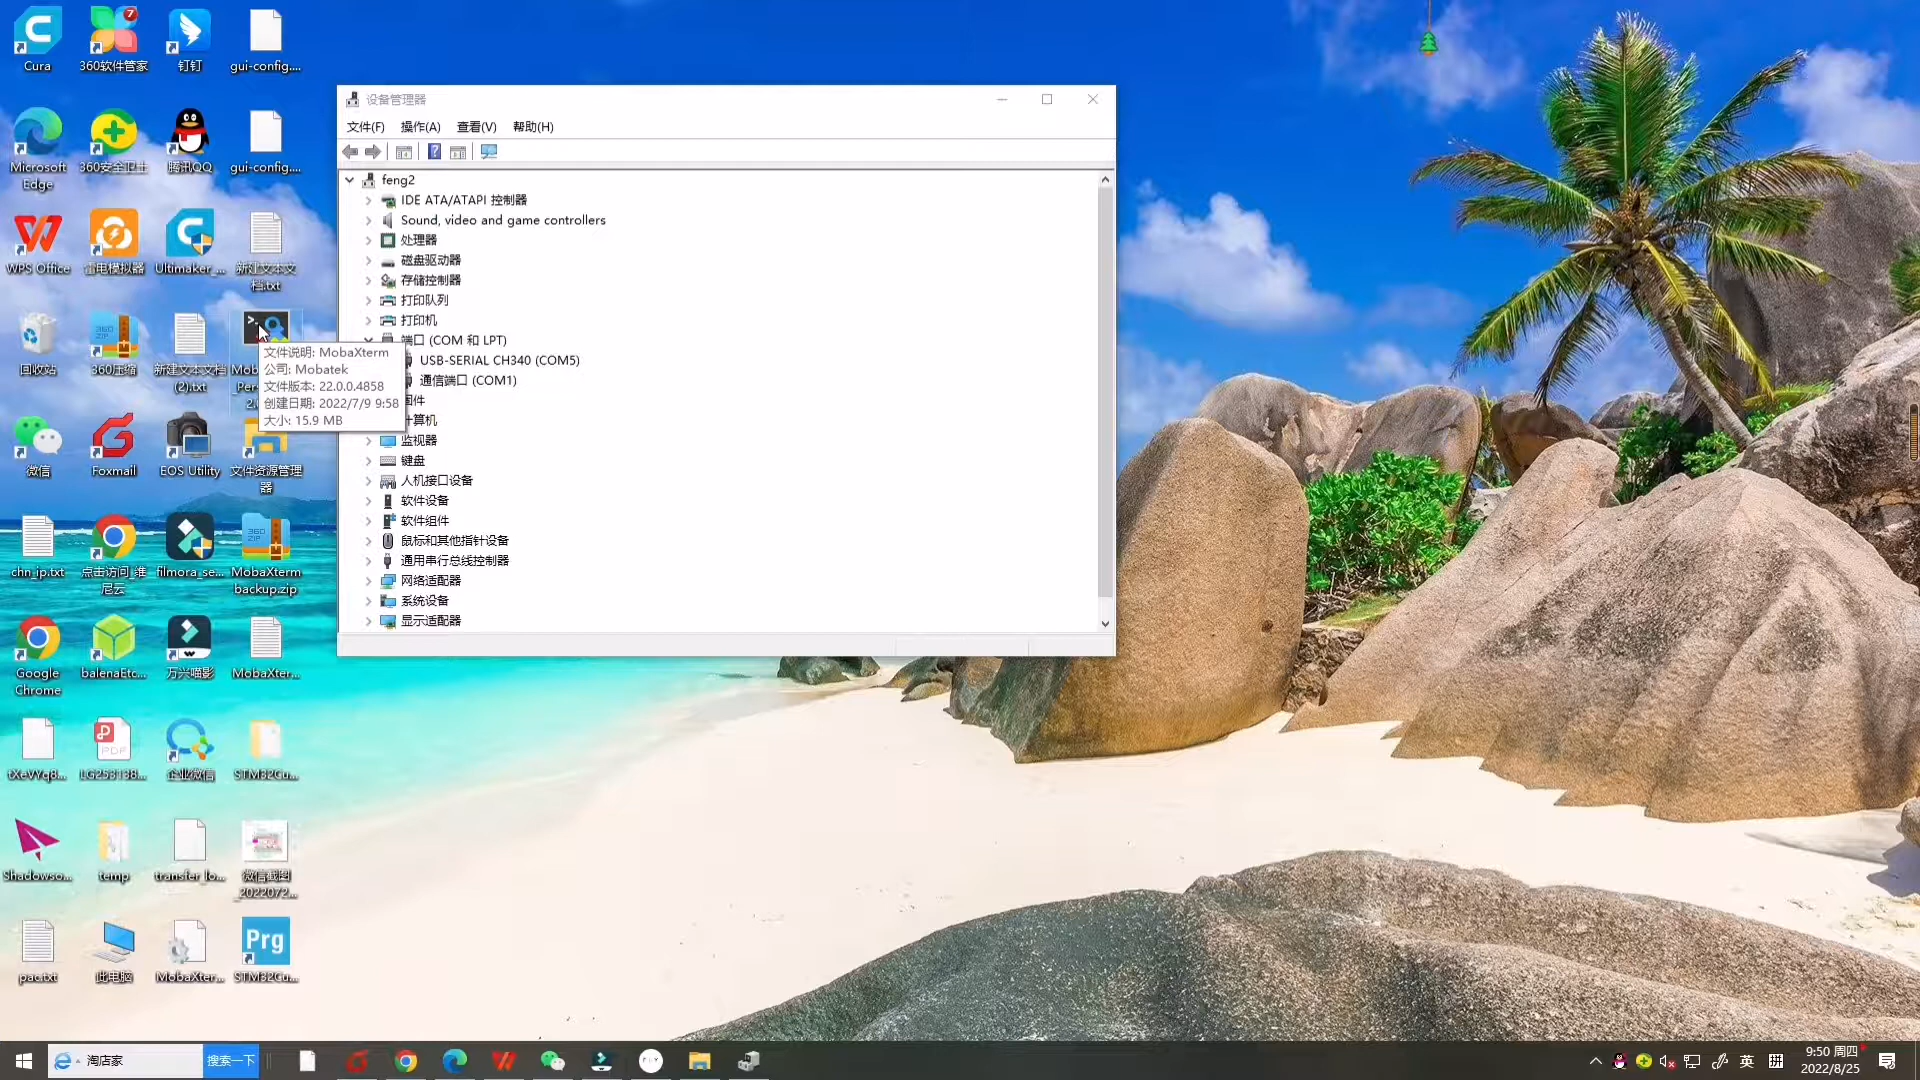 Cura
360软件管家
7
钉钉
gui-config....
Microsoft
Edge
360安全卫士
腾讯QQ
gui-config....
WPS Office
雷电模拟器
Ultimaker_...
新建文本文
档.txt
回收站
360压缩
新建文本文档
(2).txt
微信
Foxmail
EOS Utility
文件资源管理
器
chn_ip.txt
点击访问_维
尼云
filmora_se...
MobaXterm
backup.zip
Google
Chrome
balenaEtc...
万兴喵影
MobaXter...
企业微信
STM32Cu...
Shadowso...
temp
transfer_lo...
微信截图
_2022072...
pac.txt
此电脑
MobaXter...
Prg
STM32Cu...
设备管理器
文件(F) 操作(A) 查看(V) 帮助(H)
feng2
IDE ATA/ATAPI 控制器
Sound, video and game controllers
处理器
磁盘驱动器
存储控制器
打印队列
打印机
端口 (COM 和 LPT)
USB-SERIAL CH340 (COM5)
通信端口 (COM1)
监视器
键盘
人机接口设备
软件设备
软件组件
鼠标和其他指针设备
通用串行总线控制器
网络适配器
系统设备
显示适配器
文件说明: MobaXterm
公司: Mobatek
文件版本: 22.0.0.4858
创建日期: 2022/7/9 9:58
大小: 15.9 MB
淘店家
搜索一下
英
9:50 周四
2022/8/25